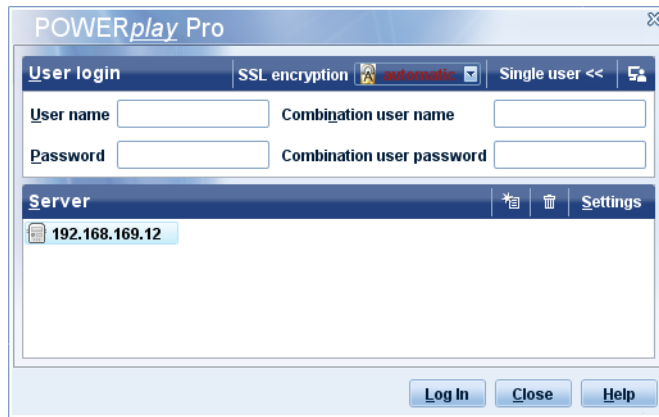 POWERplay Pro
User login SSL encryption automatic Single user <<
User name Combination user name
Password Combination user password
Server Settings
192.168.169.12
Log In Close Help